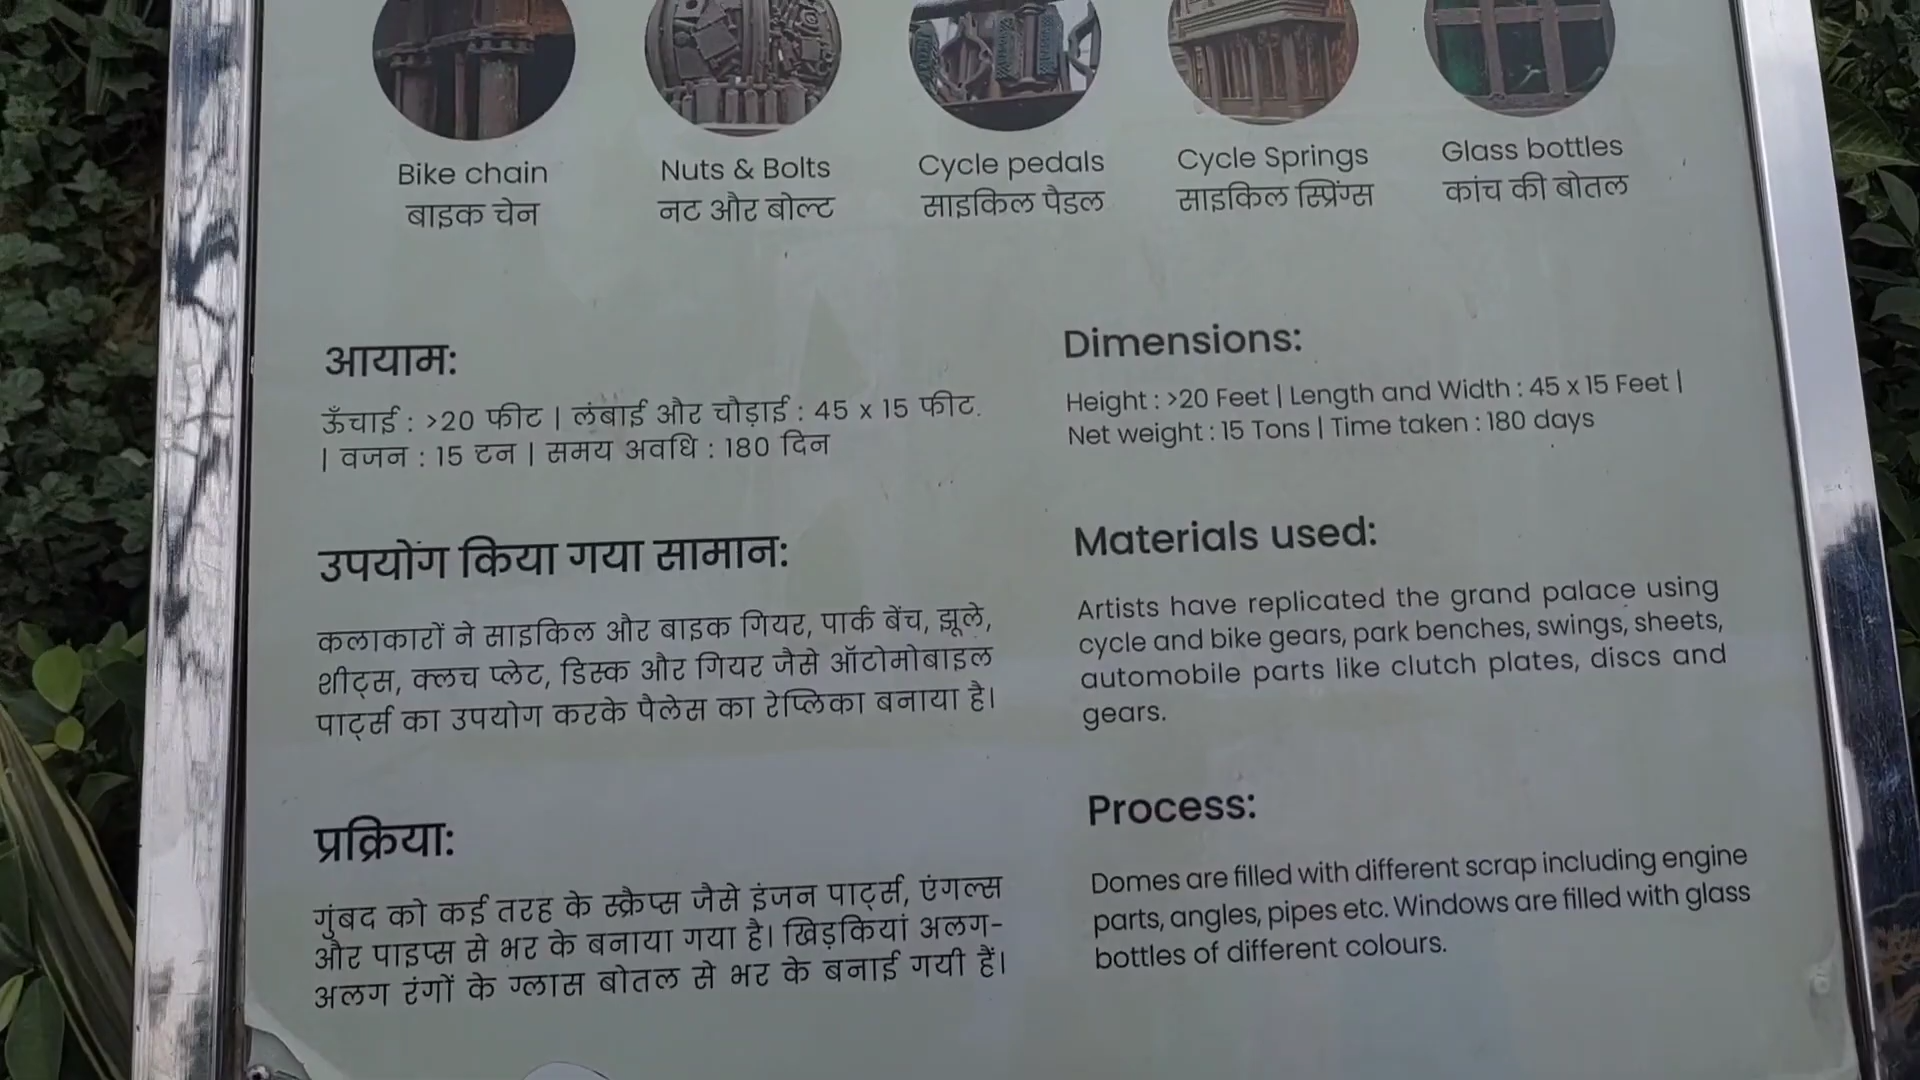 Bike chain
बाइक चेन
Nuts & Bolts
नट और बोल्ट
Cycle pedals
साइकिल पैडल
Cycle Springs
साइकिल स्प्रिंग्स
Glass bottles
कांच की बोतल
आयाम:
ऊँचाई : >20 फीट | लंबाई और चौड़ाई : 45 x 15 फीट.
| वजन : 15 टन | समय अवधि : 180 दिन
उपयोंग किया गया सामान:
कलाकारों ने साइकिल और बाइक गियर, पार्क बेंच, झूले,
शीट्स, क्लच प्लेट, डिस्क और गियर जैसे ऑटोमोबाइल
पार्ट्स का उपयोग करके पैलेस का रेप्लिका बनाया है।
प्रक्रिया:
गुंबद को कई तरह के स्क्रैप्स जैसे इंजन पार्ट्स, एंगल्स
और पाइप्स से भर के बनाया गया है। खिड़कियां अलग-
अलग रंगों के ग्लास बोतल से भर के बनाई गयी हैं।
Dimensions:
Height : >20 Feet | Length and Width : 45 x 15 Feet |
Net weight : 15 Tons | Time taken : 180 days
Materials used:
Artists have replicated the grand palace using
cycle and bike gears, park benches, swings, sheets,
automobile parts like clutch plates, discs and
gears.
Process:
Domes are filled with different scrap including engine
parts, angles, pipes etc. Windows are filled with glass
bottles of different colours.